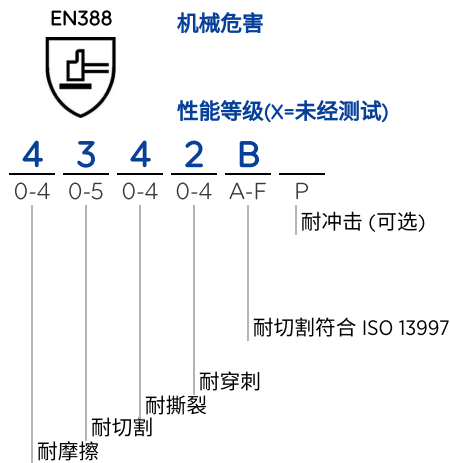 EN388
机械危害
性能等级(X=未经测试)
4 3 4 2 B
0-4 0-5 0-4 0-4 A-F P
耐冲击 (可选)
耐切割符合 ISO 13997
耐穿刺
耐撕裂
耐切割
耐摩擦